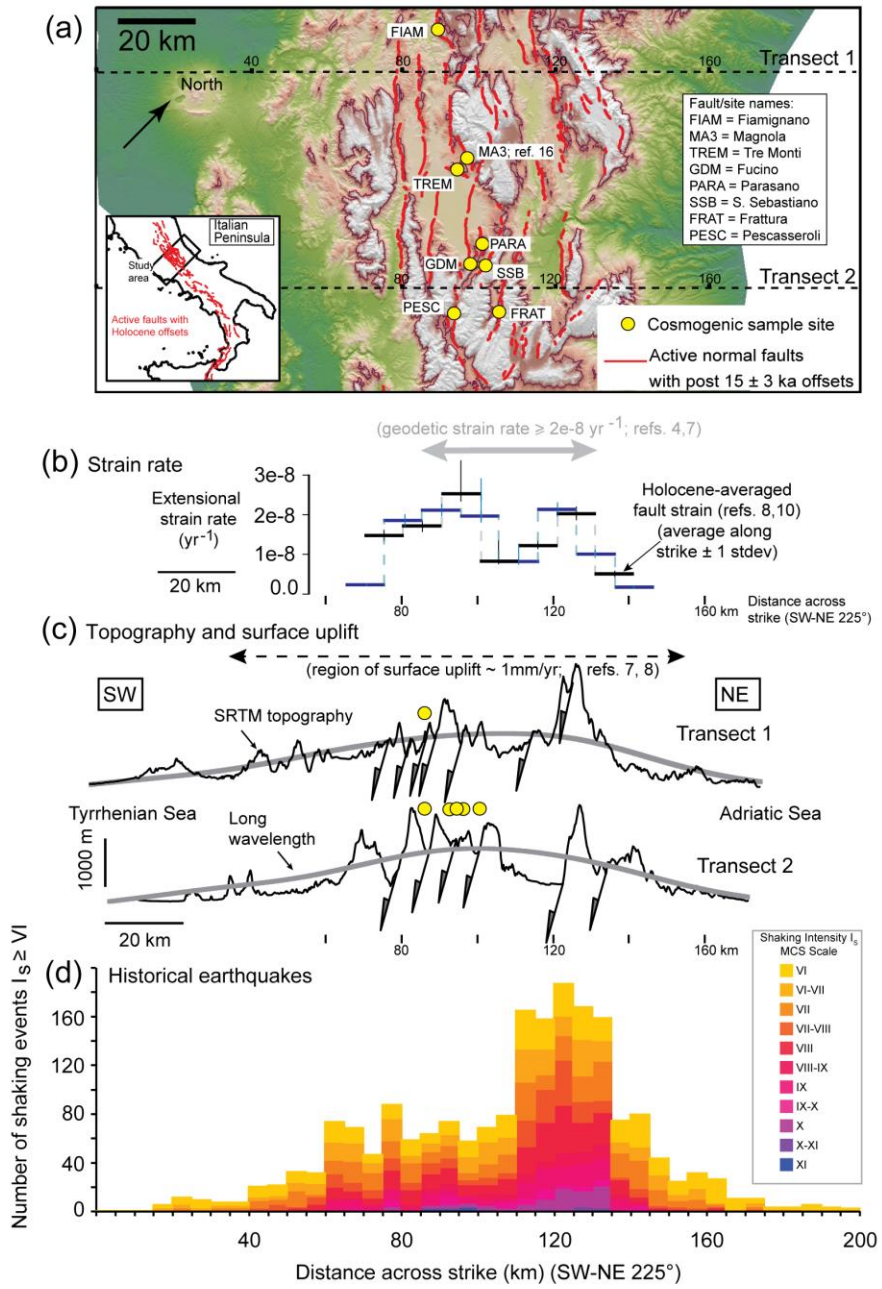 (a)
20 km
FIAM
Transect 1
40
80
120
160
North
Fault/site names:
FIAM = Fiamignano
MA3 = Magnola
TREM = Tre Monti
GDM = Fucino
PARA = Parasano
SSB = S. Sebastiano
FRAT = Frattura
PESC = Pescasseroli
MA3; ref. 16
TREM
Italian
Peninsula
Study
area
Active faults with
Holocene offsets
PARA
GDM
SSB
80
120
160
Transect 2
PESC
FRAT
Cosmogenic sample site
Active normal faults
with post 15 ± 3 ka offsets
(b) Strain rate
(geodetic strain rate ⩾ 2e-8 yr -1; refs. 4,7)
Extensional
strain rate
(yr-1)
20 km
3e-8
2e-8
1e-8
0.0
Holocene-averaged
fault strain (refs. 8,10)
(average along
strike ± 1 stdev)
80
120
160 km
Distance across
strike (SW-NE 225°)
(c) Topography and surface uplift
(region of surface uplift ~ 1mm/yr; refs. 7, 8)
SW
NE
SRTM topography
Transect 1
Tyrrhenian Sea
Adriatic Sea
1000 m
Long
wavelength
Transect 2
20 km
80
120
160 km
(d) Historical earthquakes
Number of shaking events IS ≥ VI
160
120
80
40
0
Shaking Intensity IS
MCS Scale
VI
VI-VII
VII
VII-VIII
VIII
VIII-IX
IX
IX-X
X
X-XI
XI
40
80
120
160
200
Distance across strike (km) (SW-NE 225°)